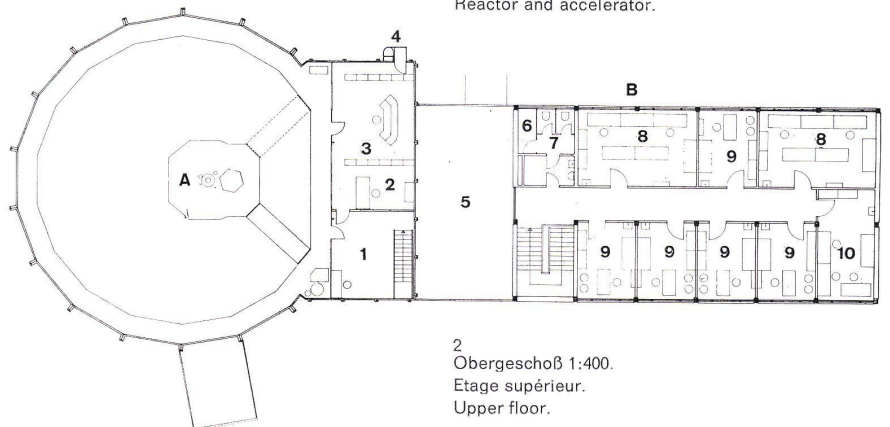 Reactor and accelerator.
4
B
6
7
8
9
8
3
A
2
5
1
9
9
9
9
10
2
Obergeschoß 1:400.
Etage supérieur.
Upper floor.